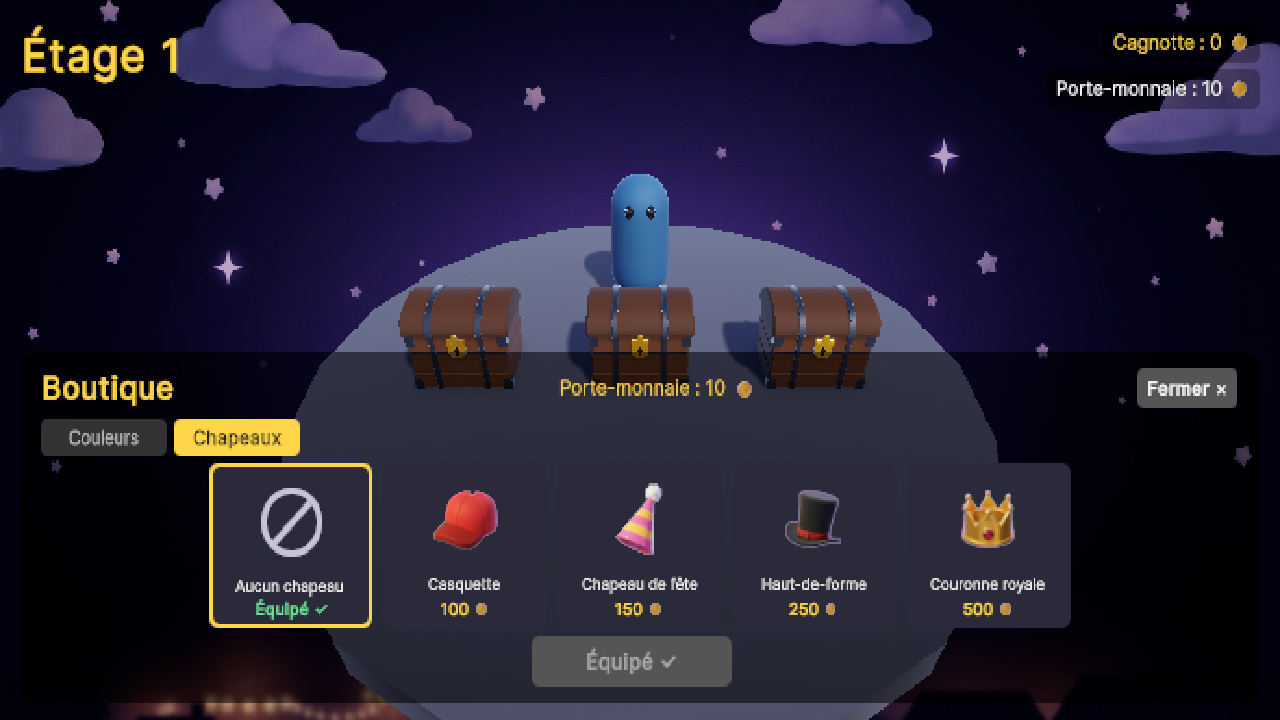 Étage 1
Cagnotte : 0
Porte-monnaie : 10
Boutique
Porte-monnaie : 10
Fermer ×
Couleurs
Chapeaux
Aucun chapeau
Équipé ✓
Casquette
100
Chapeau de fête
150
Haut-de-forme
250
Couronne royale
500
Équipé ✓